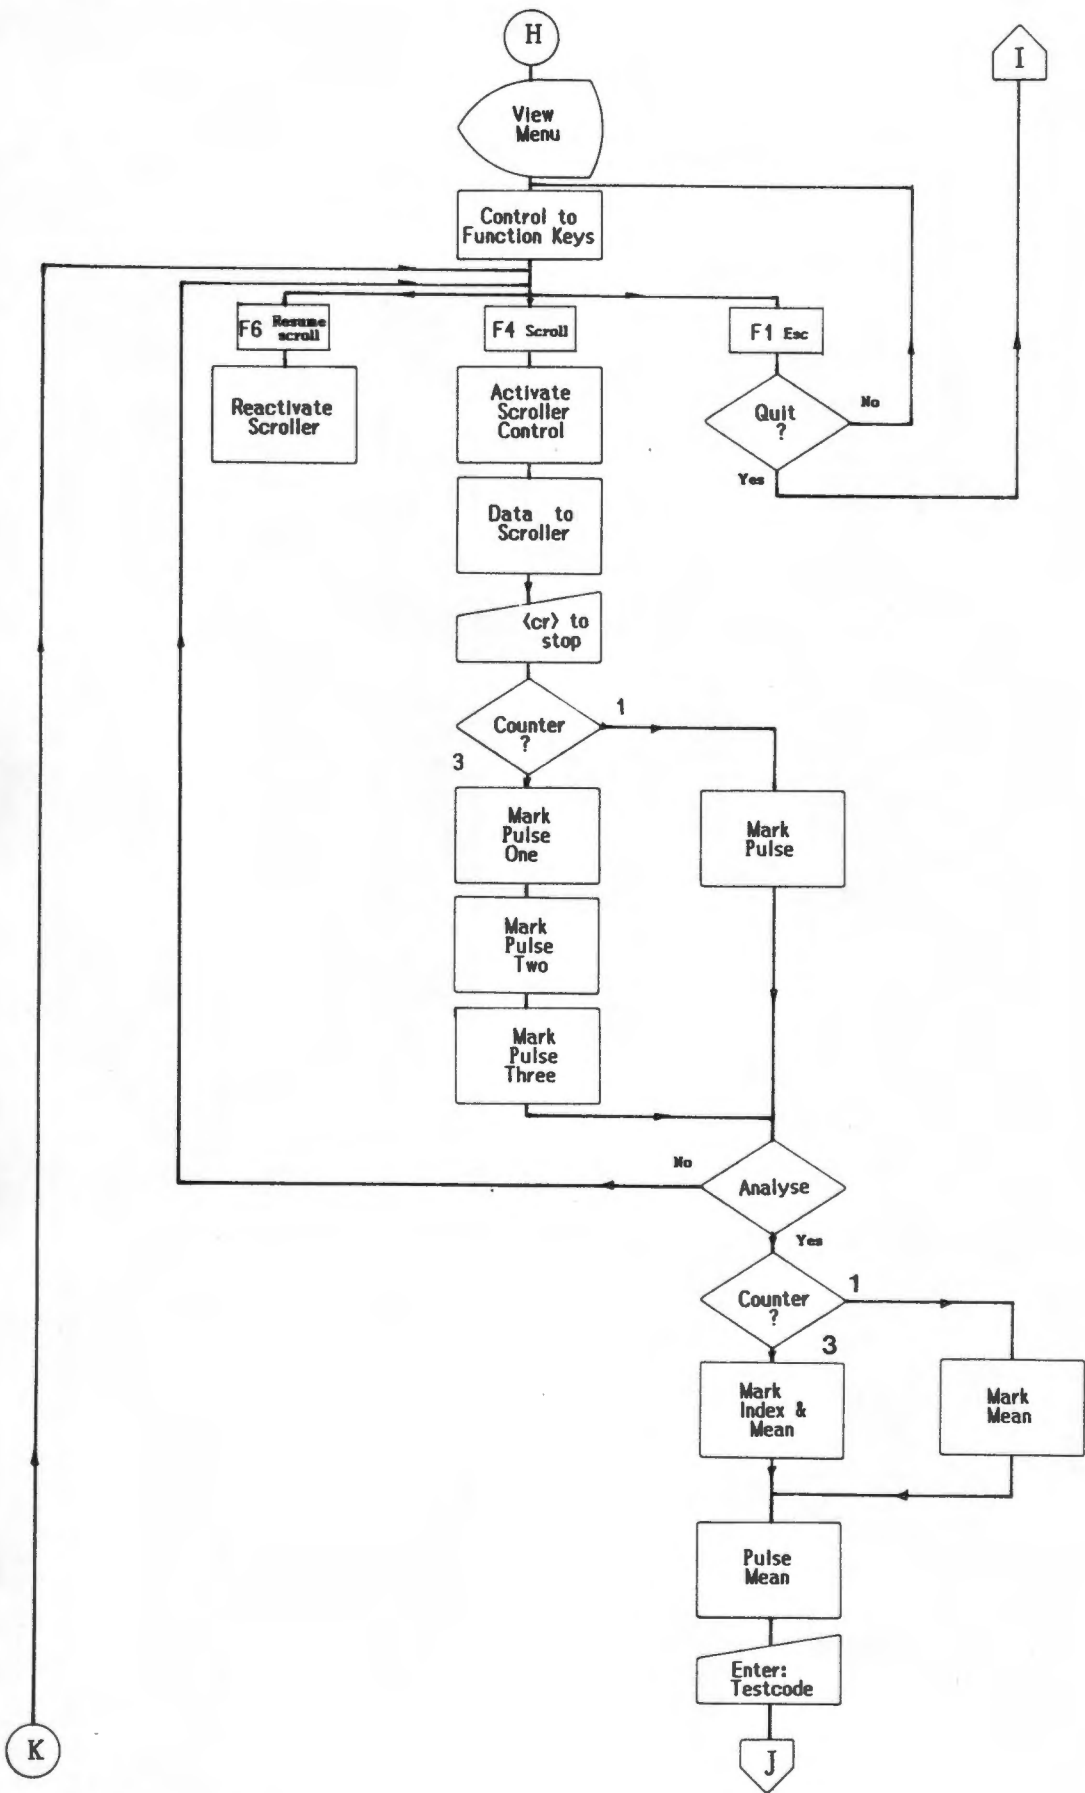 H
I
View
Menu
Control to
Function Keys
F6 Resume
scroll
F4 Scroll
F1 Esc
Reactivate
Scroller
Activate
Scroller
Control
Quit
?
No
Yes
Data to
Scroller
<cr> to
stop
Counter
?
1
3
Mark
Pulse
One
Mark
Pulse
Mark
Pulse
Two
Mark
Pulse
Three
No
Analyse
Yes
Counter
?
1
3
Mark
Index &
Mean
Mark
Mean
Pulse
Mean
Enter:
Testcode
K
J